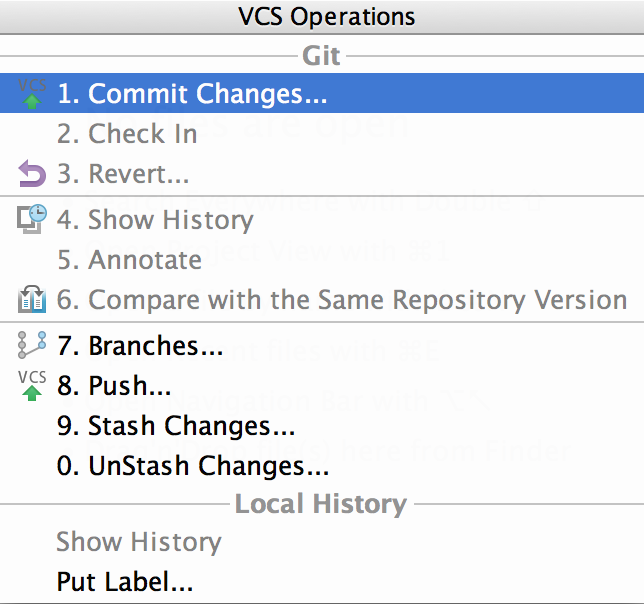 VCS Operations
Git
VCS 1. Commit Changes...
2. Check In
3. Revert...
4. Show History
5. Annotate
6. Compare with the Same Repository Version
7. Branches...
VCS 8. Push...
9. Stash Changes...
0. UnStash Changes...
Local History
Show History
Put Label...